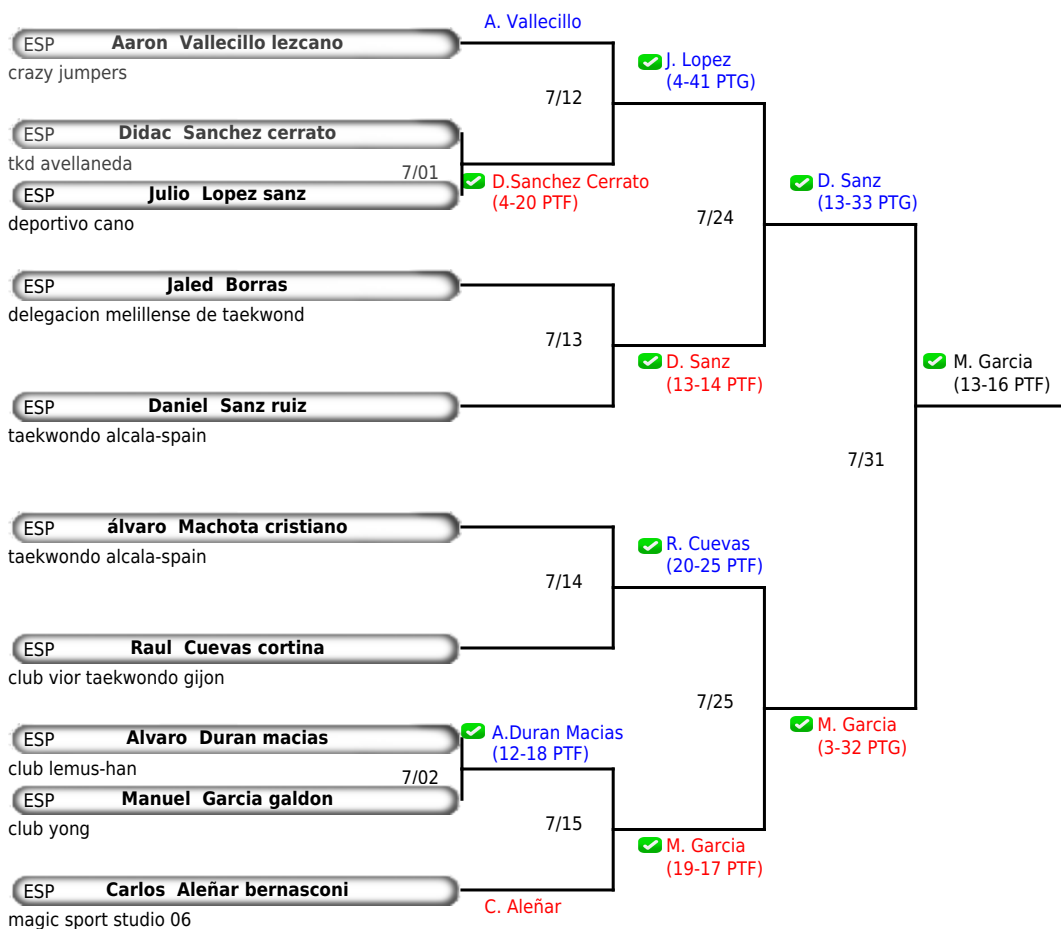 A. Vallecillo
ESP Aaron Vallecillo lezcano
crazy jumpers
J. Lopez
(4-41 PTG)
7/12
ESP Didac Sanchez cerrato
tkd avellaneda
7/01
D.Sanchez Cerrato
(4-20 PTF)
ESP Julio Lopez sanz
deportivo cano
D. Sanz
(13-33 PTG)
7/24
ESP Jaled Borras
delegacion melillense de taekwond
7/13
D. Sanz
(13-14 PTF)
ESP Daniel Sanz ruiz
taekwondo alcala-spain
M. Garcia
(13-16 PTF)
7/31
ESP álvaro Machota cristiano
taekwondo alcala-spain
R. Cuevas
(20-25 PTF)
7/14
ESP Raul Cuevas cortina
club vior taekwondo gijon
7/25
ESP Alvaro Duran macias
club lemus-han
A.Duran Macias
(12-18 PTF)
M. Garcia
(3-32 PTG)
7/02
ESP Manuel Garcia galdon
club yong
7/15
M. Garcia
(19-17 PTF)
ESP Carlos Aleñar bernasconi
magic sport studio 06
C. Aleñar